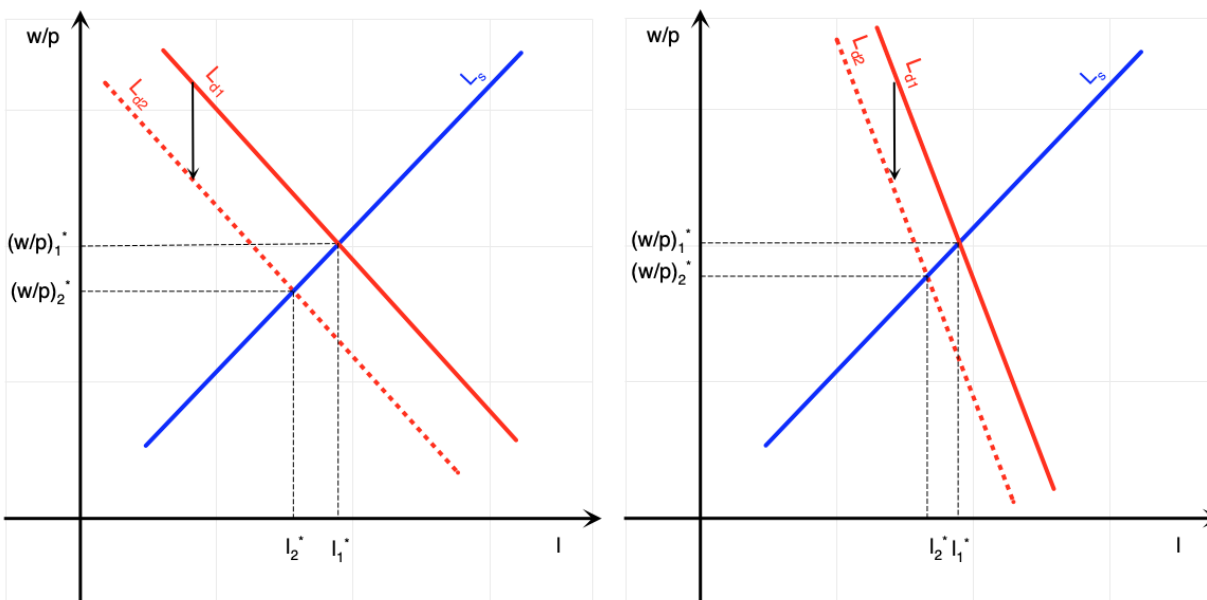 w/p
L_d1
L_d2
L_s
(w/p)_1^*
(w/p)_2^*
l_2^*
l_1^*
l
w/p
L_d2
L_d1
L_s
(w/p)_1^*
(w/p)_2^*
l_2^*
l_1^*
l